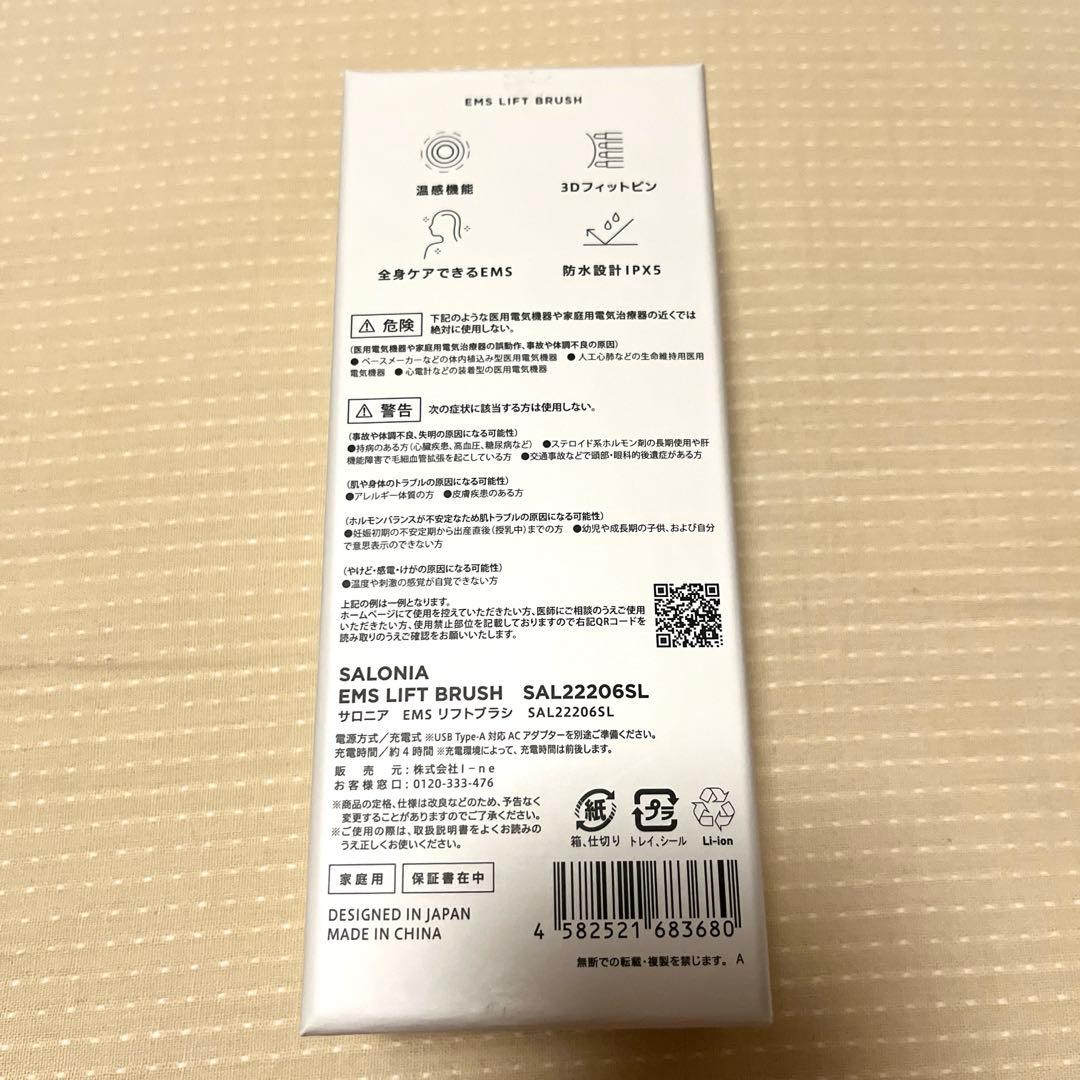 EMS LIFT BRUSH
温感機能
3Dフィットピン
全身ケアできるEMS
防水設計IPX5
危険 下記のような医用電気機器や家庭用電気治療器の近くでは
絶対に使用しない。
(医用電気機器や家庭用電気治療器の誤動作、事故や体調不良の原因)
●ペースメーカーなどの体内植込み型医用電気機器 ●人工心肺などの生命維持用医用
電気機器 ●心電計などの装着型の医用電気機器
警告 次の症状に該当する方は使用しない。
(事故や体調不良、失明の原因になる可能性)
●持病のある方(心臓疾患、高血圧、糖尿病など) ●ステロイド系ホルモン剤の長期使用や肝
機能障害で毛細血管拡張を起こしている方 ●交通事故などで頭部・眼科的後遺症がある方
(肌や身体のトラブルの原因になる可能性)
●アレルギー体質の方 ●皮膚疾患のある方
(ホルモンバランスが不安定なため肌トラブルの原因になる可能性)
●妊娠初期の不安定期から出産直後(授乳中)までの方 ●幼児や成長期の子供、および自分
で意思表示のできない方
(やけど・感電・けがの原因になる可能性)
●温度や刺激の感覚が自覚できない方
上記の例は一例となります。
ホームページにて使用を控えていただきたい方、医師にご相談のうえご使用
いただきたい方、使用禁止部位を記載しておりますので右記QRコードを
読み取りのうえご確認をお願いいたします。
SALONIA
EMS LIFT BRUSH SAL22206SL
サロニア EMS リフトブラシ SAL22206SL
電源方式/充電式 ※USB Type-A 対応 AC アダプターを別途ご準備ください。
充電時間/約4時間 ※充電環境によって、充電時間は前後します。
販売元:株式会社I-ne
お客様窓口:0120-333-476
※商品の定格、仕様は改良などのため、予告なく
変更することがありますのでご了承ください。
※ご使用の際は、取扱説明書をよくお読みの
うえ正しくお使いください。
紙
箱、仕切り
プラ
トレイ、シール
Li-ion
家庭用
保証書在中
DESIGNED IN JAPAN
MADE IN CHINA
4 582521 683680
無断での転載・複製を禁じます。 A